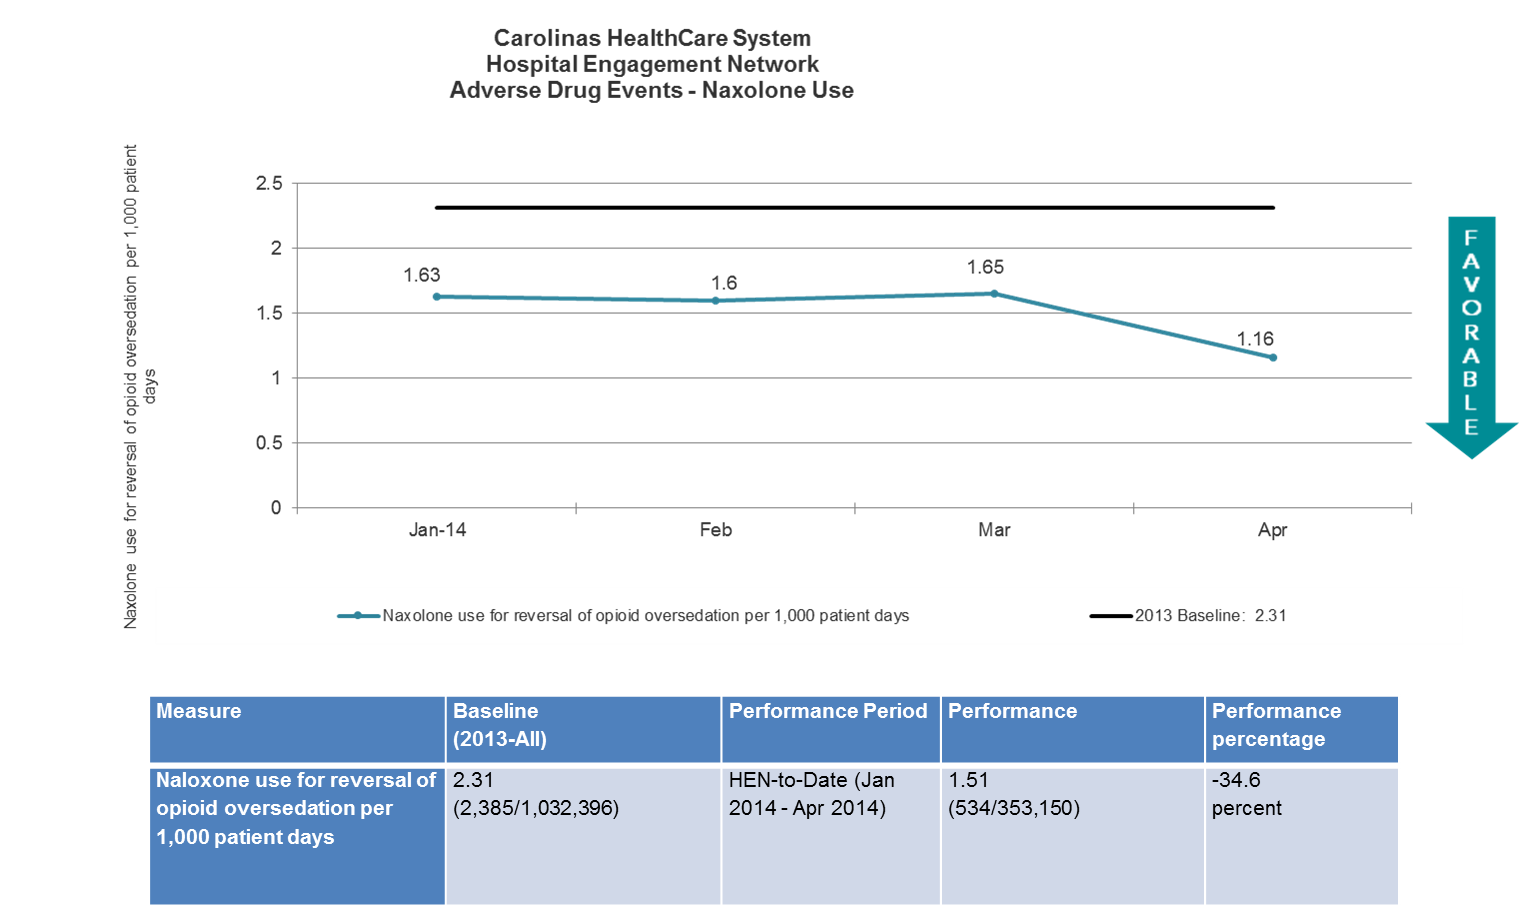 Carolinas HealthCare System
Hospital Engagement Network
Adverse Drug Events - Naxolone Use
Naxolone use for reversal of opioid oversedation per 1,000 patient
days
2.5
2
1.5
1
0.5
0
1.63
1.6
1.65
1.16
Jan-14
Feb
Mar
Apr
FAVORABLE
Naxolone use for reversal of opioid oversedation per 1,000 patient days
2013 Baseline: 2.31
Measure
Baseline
(2013-All)
Performance Period
Performance
Performance
percentage
Naloxone use for reversal of
opioid oversedation per
1,000 patient days
2.31
(2,385/1,032,396)
HEN-to-Date (Jan
2014 - Apr 2014)
1.51
(534/353,150)
-34.6
percent